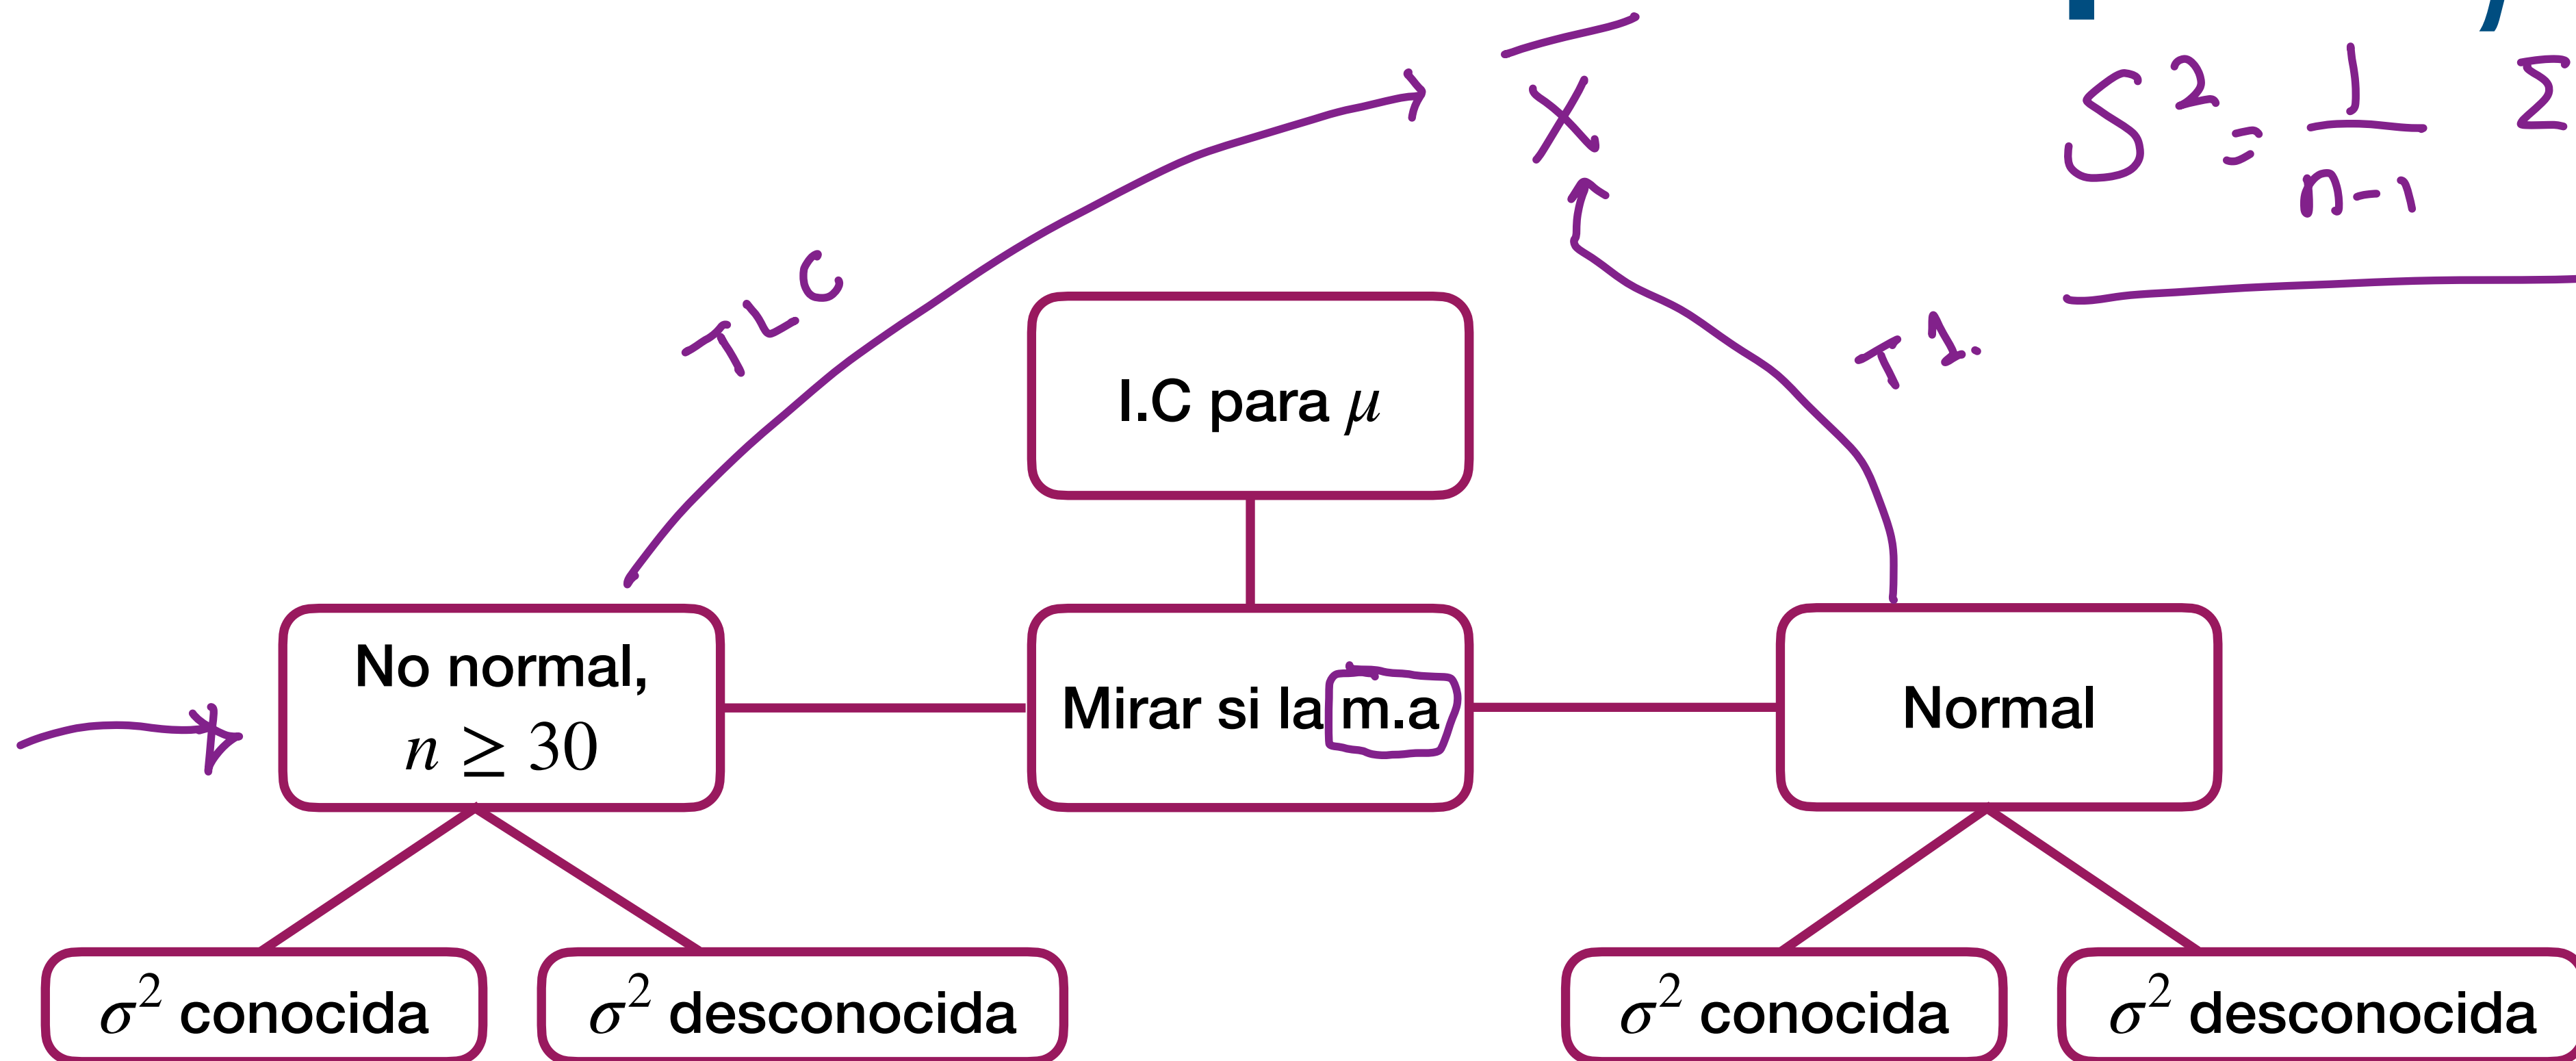 X̅
S² = 1/(n-1) Σ
TLC
T1.
I.C para μ
No normal,
n ≥ 30
Mirar si la m.a
Normal
σ² conocida
σ² desconocida
σ² conocida
σ² desconocida